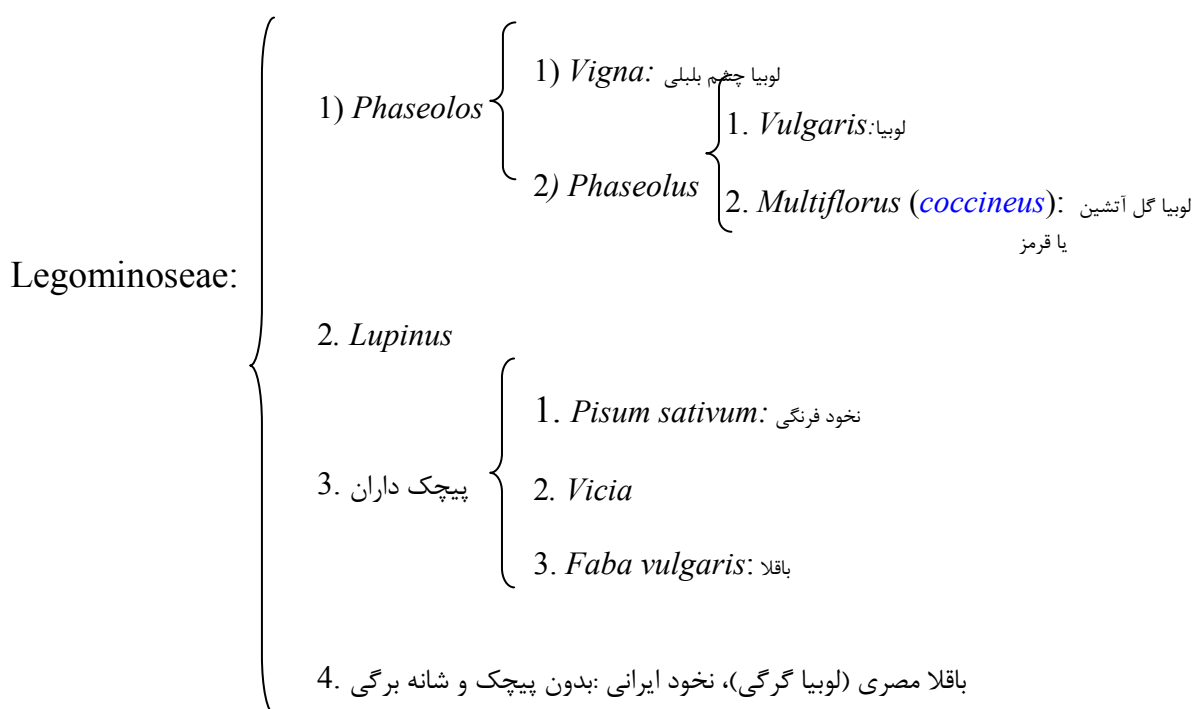 Legominoseae:
1) Phaseolos
1) Vigna: لوبیا چشم بلبلی
2) Phaseolus
1. Vulgaris:لوبیا
2. Multiflorus (coccineus): لوبیا گل آتشین
یا قرمز
2. Lupinus
3. پیچک داران
1. Pisum sativum: نخود فرنگی
2. Vicia
3. Faba vulgaris: باقلا
4. باقلا مصری (لوبیا گرگی)، نخود ایرانی :بدون پیچک و شانه برگی